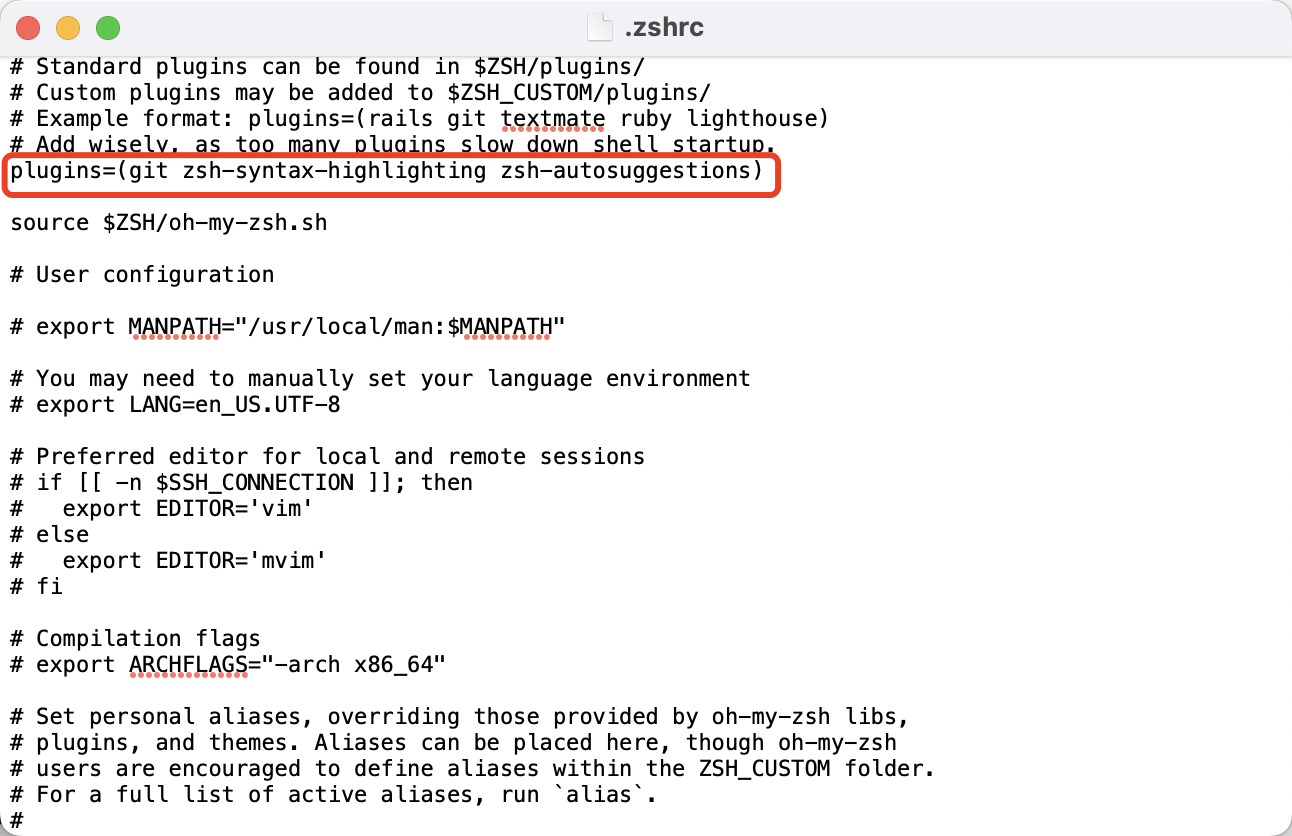 .zshrc
# Standard plugins can be found in $ZSH/plugins/
# Custom plugins may be added to $ZSH_CUSTOM/plugins/
# Example format: plugins=(rails git textmate ruby lighthouse)
# Add wisely, as too many plugins slow down shell startup.
plugins=(git zsh-syntax-highlighting zsh-autosuggestions)
source $ZSH/oh-my-zsh.sh
# User configuration
# export MANPATH="/usr/local/man:$MANPATH"
# You may need to manually set your language environment
# export LANG=en_US.UTF-8
# Preferred editor for local and remote sessions
# if [[ -n $SSH_CONNECTION ]]; then
#   export EDITOR='vim'
# else
#   export EDITOR='mvim'
# fi
# Compilation flags
# export ARCHFLAGS="-arch x86_64"
# Set personal aliases, overriding those provided by oh-my-zsh libs,
# plugins, and themes. Aliases can be placed here, though oh-my-zsh
# users are encouraged to define aliases within the ZSH_CUSTOM folder.
# For a full list of active aliases, run `alias`.
#